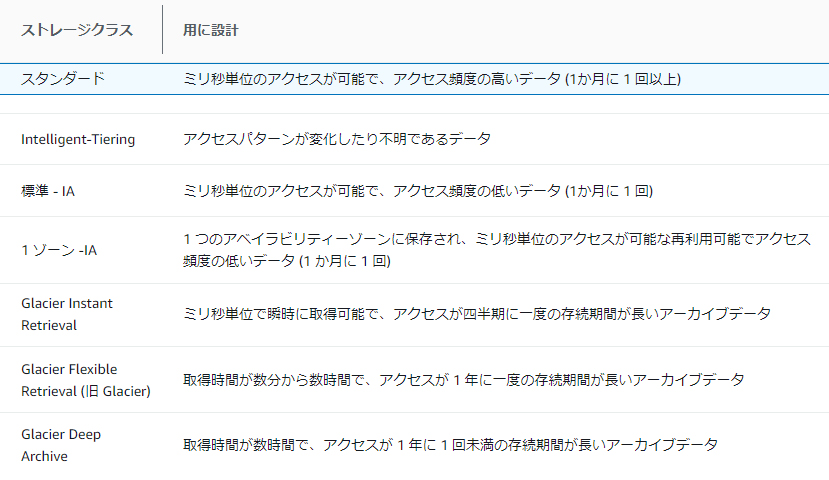 ストレージクラス 用に設計
スタンダード ミリ秒単位のアクセスが可能で、アクセス頻度の高いデータ (1か月に 1 回以上)
Intelligent-Tiering アクセスパターンが変化したり不明であるデータ
標準 - IA ミリ秒単位のアクセスが可能で、アクセス頻度の低いデータ (1か月に 1 回)
1 ゾーン -IA 1 つのアベイラビリティーゾーンに保存され、ミリ秒単位のアクセスが可能な再利用可能でアクセス
頻度の低いデータ (1 か月に 1 回)
Glacier Instant
Retrieval
ミリ秒単位で瞬時に取得可能で、アクセスが四半期に一度の存続期間が長いアーカイブデータ
Glacier Flexible
Retrieval (旧 Glacier)
取得時間が数分から数時間で、アクセスが 1 年に一度の存続期間が長いアーカイブデータ
Glacier Deep
Archive
取得時間が数時間で、アクセスが 1 年に 1 回未満の存続期間が長いアーカイブデータ